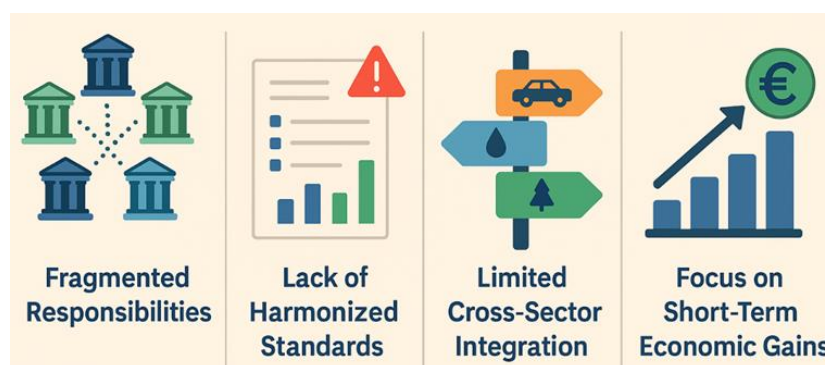 Fragmented
Responsibilities
Lack of
Harmonized
Standards
Limited
Cross-Sector
Integration
Focus on
Short-Term
Economic Gains
!
€